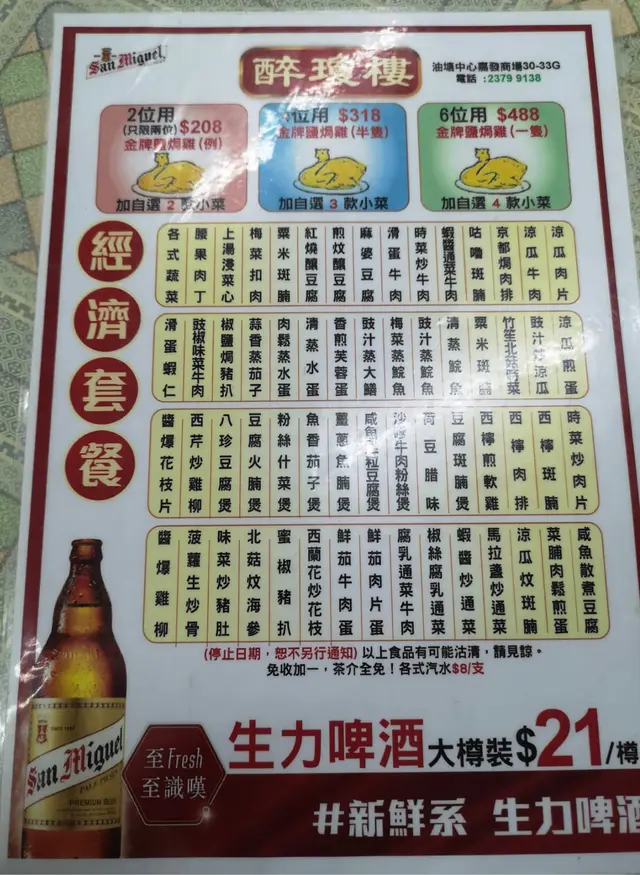 San Miguel
醉瓊樓
油塘中心嘉發商場30-33G
電話 :2379 9138
2位用
(只限兩位) $208
金牌鹽焗雞(例)
加自選 2 款小菜
4位用 $318
金牌鹽焗雞(半隻)
加自選 3 款小菜
6位用 $488
金牌鹽焗雞(一隻)
加自選 4 款小菜
經濟套餐
各式蔬菜
腰果肉丁
上湯浸菜心
梅菜扣肉
粟米斑腩
紅燒釀豆腐
煎炆釀豆腐
麻婆豆腐
滑蛋牛肉
時菜炒牛肉
蝦醬通菜牛肉
咕嚕斑腩
京都焗肉排
涼瓜牛肉
涼瓜肉片
滑蛋蝦仁
豉椒味菜牛肉
椒鹽焗豬扒
蒜香蒸茄子
肉鬆蒸水蛋
清蒸水蛋
香煎芙蓉蛋
豉汁蒸大鱔
梅菜蒸鯇魚
豉汁蒸鯇魚
清蒸鯇魚
粟米斑腩
竹笙北菇野菜
豉汁炒涼瓜
涼瓜煎蛋
醬爆花枝片
西芹炒雞柳
八珍豆腐煲
豆腐火腩煲
粉絲什菜煲
魚香茄子煲
薑蔥魚腩煲
咸魚雞粒豆腐煲
沙嗲牛肉粉絲煲
荷豆腊味
豆腐斑腩煲
西檸煎軟雞
西檸肉排
西檸斑腩
時菜炒肉片
醬爆雞柳
菠蘿生炒骨
味菜炒豬肚
北菇炆海參
蜜椒豬扒
西蘭花炒花枝
鮮茄牛肉蛋
鮮茄肉片蛋
腐乳通菜牛肉
椒絲腐乳通菜
蝦醬炒通菜
馬拉盞炒通菜
涼瓜炆斑腩
菜脯肉鬆煎蛋
咸魚散煮豆腐
(停止日期，恕不另行通知) 以上食品有可能沽清，請見諒。
免收加一，茶介全免！各式汽水$8/支
San Miguel
PALE PILSEN
PREMIUM BEER
至Fresh
至識嘆
生力啤酒大樽裝$21/樽
#新鮮系 生力啤酒